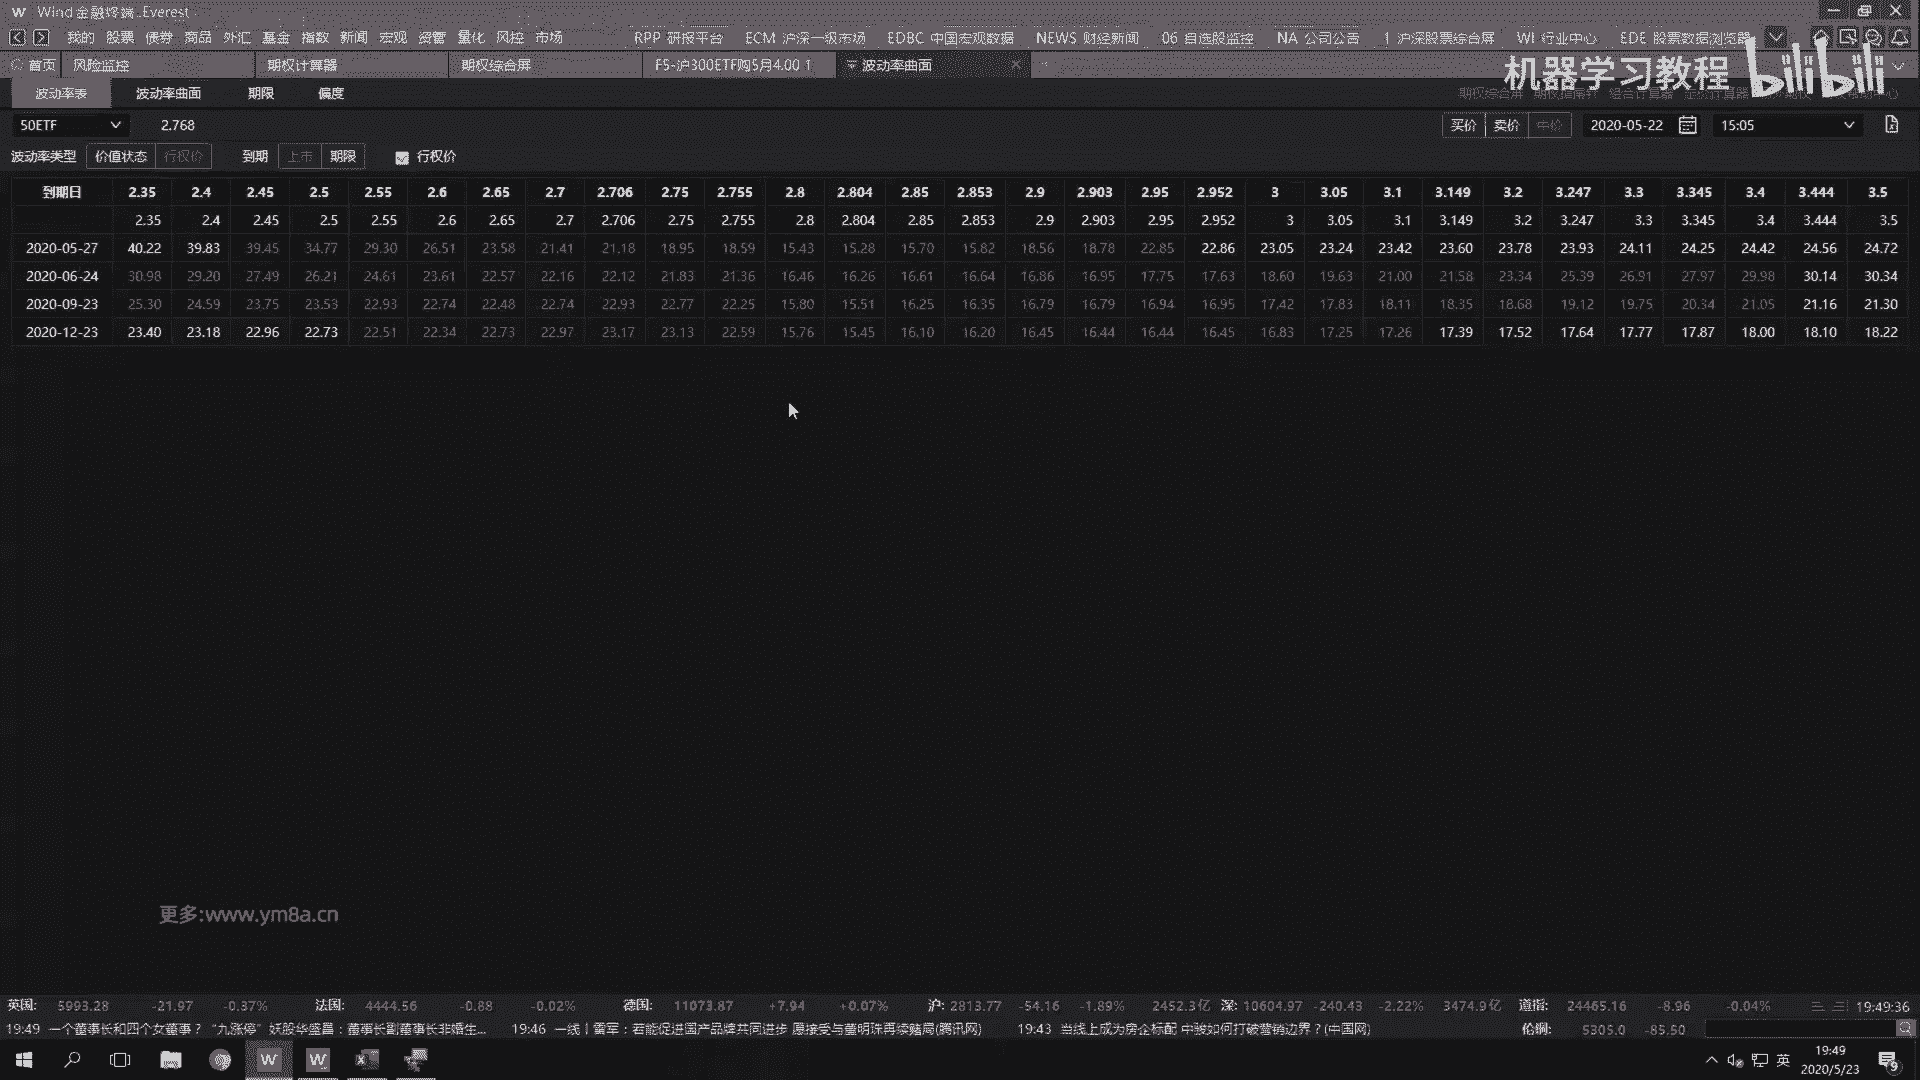 W Wind金融终端 Everest
我的 股票 债券 商品 外汇 基金 指数 新闻 宏观 资管 量化 风控 市场 RPP 研报平台 ECM 沪深一级市场 EDBC 中国宏观数据 NEWS 财经新闻 06 自选股监控 NA 公司公告 1 沪深股票综合屏 WI 行业中心 EDE 股票数据浏览器
首页 风险监控 期权计算器 期权综合屏 F5-沪300ETF购5月4.00 1 波动率曲面
机器学习教程 bilibili
波动率表 波动率曲面 期限 偏度 期权综合屏
50ETF 2.768 买价 卖价 中价 2020-05-22 15:05
波动率类型 价值状态 行权价 到期 上市 期限 行权价
到期日 2.35 2.4 2.45 2.5 2.55 2.6 2.65 2.7 2.706 2.75 2.755 2.8 2.804 2.85 2.853 2.9 2.903 2.95 2.952 3 3.05 3.1 3.149 3.2 3.247 3.3 3.345 3.4 3.444 3.5
2.35 2.4 2.45 2.5 2.55 2.6 2.65 2.7 2.706 2.75 2.755 2.8 2.804 2.85 2.853 2.9 2.903 2.95 2.952 3 3.05 3.1 3.149 3.2 3.247 3.3 3.345 3.4 3.444 3.5
2020-05-27 40.22 39.83 39.45 34.77 29.30 26.51 23.58 21.41 21.18 18.95 18.59 15.43 15.28 15.70 15.82 18.56 18.78 22.85 22.86 23.05 23.24 23.42 23.60 23.78 23.93 24.11 24.25 24.42 24.56 24.72
2020-06-24 30.98 29.20 27.49 26.21 24.61 23.61 22.57 22.16 22.12 21.83 21.36 16.46 16.26 16.61 16.64 16.86 16.95 17.75 17.63 18.60 19.63 21.00 21.58 23.34 25.39 26.91 27.97 29.98 30.14 30.34
2020-09-23 25.30 24.59 23.75 23.53 22.93 22.74 22.48 22.74 22.93 22.77 22.25 15.80 15.51 16.25 16.35 16.79 16.79 16.94 16.95 17.42 17.83 18.11 18.35 18.68 19.12 19.75 20.34 21.05 21.16 21.30
2020-12-23 23.40 23.18 22.96 22.73 22.51 22.34 22.73 22.97 23.17 23.13 22.59 15.76 15.45 16.10 16.20 16.45 16.44 16.44 16.45 16.83 17.25 17.26 17.39 17.52 17.64 17.77 17.87 18.00 18.10 18.22
更多:www.ym8a.cn
英国: 5993.28 -21.97 -0.37% 法国: 4444.56 -0.88 -0.02% 德国: 11073.87 +7.94 +0.07% 沪: 2813.77 -54.16 -1.89% 2452.3亿 深: 10604.97 -240.43 -2.22% 3474.9亿 道指: 24465.16 -8.96 -0.04% 19:49:36
19:49 一个董事长和四个女董事？“九涨停”妖股华盛昌：董事长副董事长非婚生... 19:46 一线丨雷军：若能促进国产品牌共同进步 愿接受与董明珠再续赌局(腾讯网) 19:43 当线上成为房企标配 中骏如何打破营销边界？(中国网) 伦铜: 5305.0 -85.50
英 19:49
2020/5/23